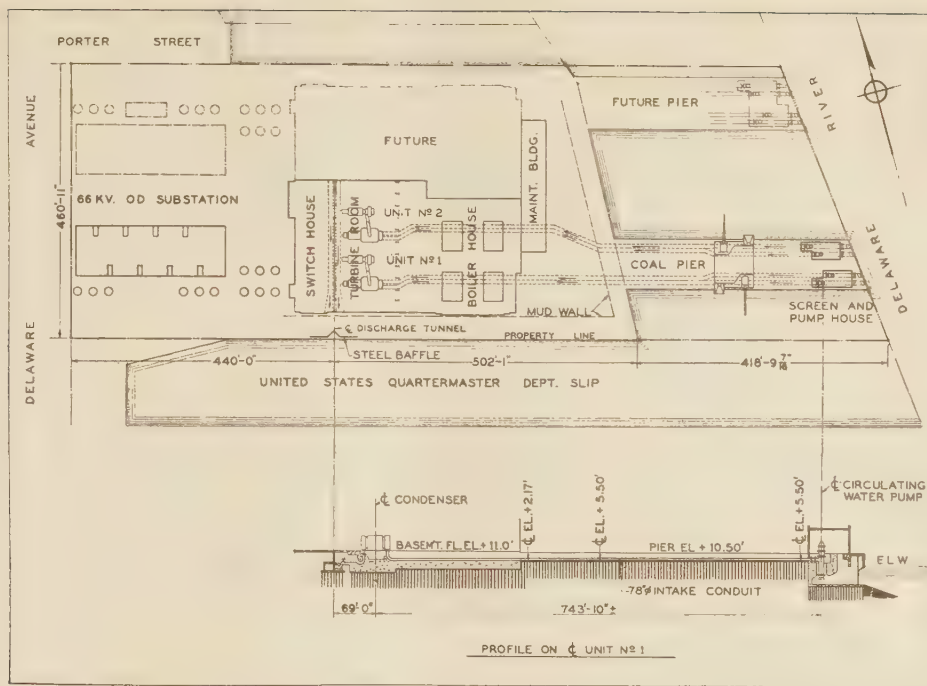 PORTER STREET
AVENUE
DELAWARE
460'-11"
66 KV. OD SUBSTATION
FUTURE
SWITCH HOUSE
TURBINE ROOM
UNIT Nº 2
UNIT Nº 1
BOILER HOUSE
MAINT. BLDG.
FUTURE PIER
COAL PIER
MUD WALL
SCREEN AND
PUMP HOUSE
RIVER
DELAWARE
℄ DISCHARGE TUNNEL
PROPERTY LINE
STEEL BAFFLE
440'-0"
502'-1"
418'-9 7/16"
UNITED STATES QUARTERMASTER DEPT. SLIP
℄ CONDENSER
℄ EL.+2.17'
℄ EL.+5.50'
℄ EL.+5.50'
℄ CIRCULATING
WATER PUMP
BASEM'T. FL. EL.+11.0'
PIER EL +10.50'
ELW
78"⌀ INTAKE CONDUIT
69'-0"
743'-10"±
PROFILE ON ℄ UNIT Nº 1